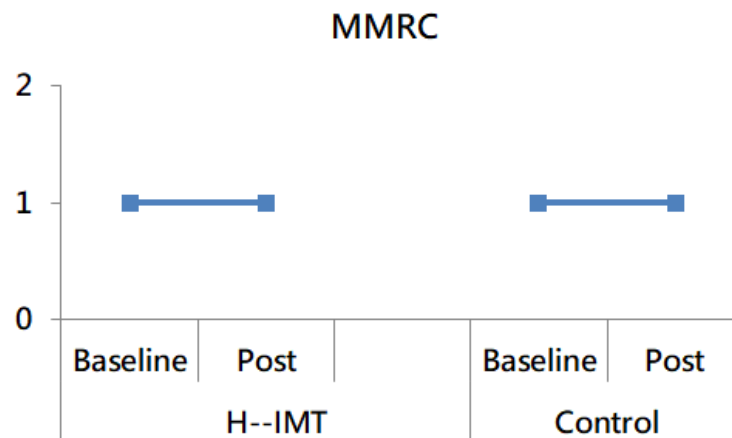 MMRC
2
1
0
Baseline Post Baseline Post
H--IMT Control